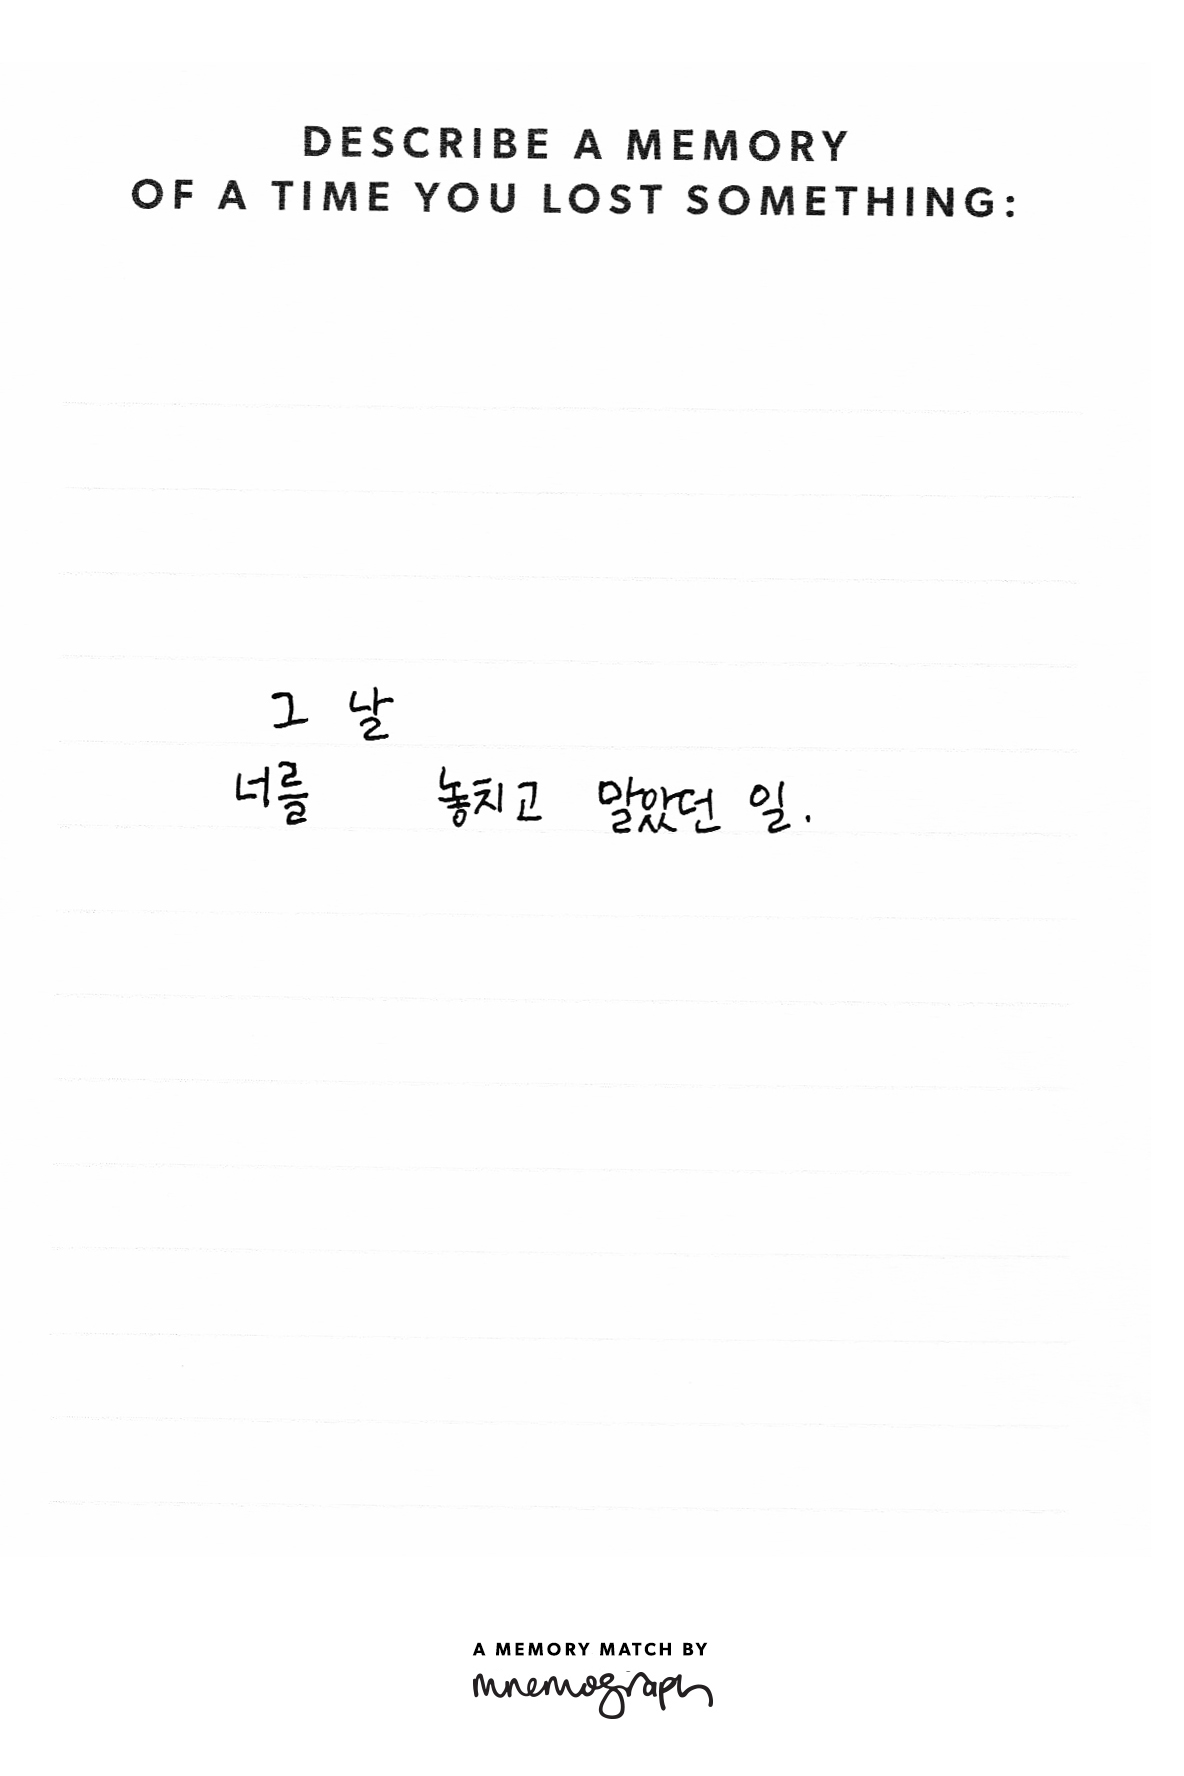 DESCRIBE A MEMORY
OF A TIME YOU LOST SOMETHING:
그 날
너를 놓치고 말았던 일.
A MEMORY MATCH BY
mnemograph